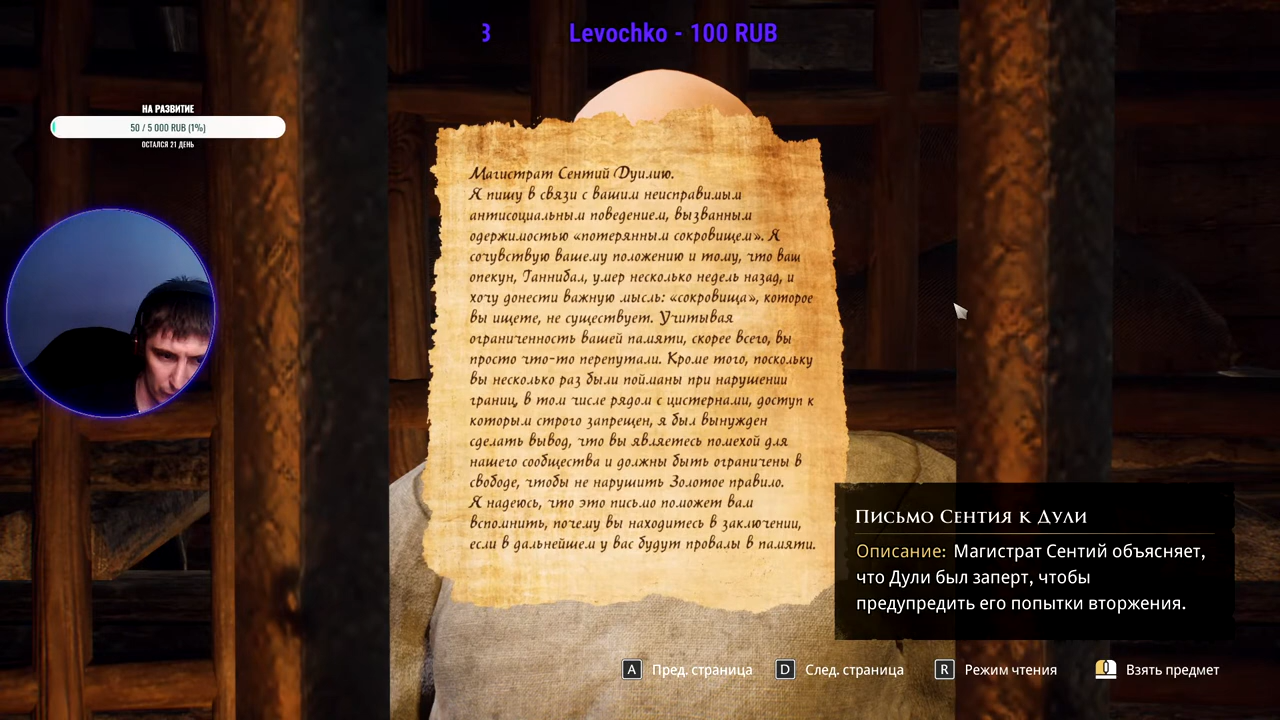 3 Levochko - 100 RUB
НА РАЗВИТИЕ
50 / 5 000 RUB (1%)
ОСТАЛСЯ 21 ДЕНЬ
Магистрат Сентий Дуилию.
Я пишу в связи с вашим неисправимым
антисоциальным поведением, вызванным
одержимостью «потерянным сокровищем». Я
сочувствую вашему положению и тому, что ваш
опекун, Ганнибал, умер несколько недель назад, и
хочу донести важную мысль: «сокровища», которое
вы ищете, не существует. Учитывая
ограниченность вашей памяти, скорее всего, вы
просто что-то перепутали. Кроме того, поскольку
вы несколько раз были пойманы при нарушении
границ, в том числе рядом с цистернами, доступ к
которым строго запрещен, я был вынужден
сделать вывод, что вы являетесь помехой для
нашего сообщества и должны быть ограничены в
свободе, чтобы не нарушить Золотое правило.
Я надеюсь, что это письмо поможет вам
вспомнить, почему вы находитесь в заключении,
если в дальнейшем у вас будут провалы в памяти.
Письмо Сентия к Дули
Описание: Магистрат Сентий объясняет,
что Дули был заперт, чтобы
предупредить его попытки вторжения.
A Пред. страница D След. страница R Режим чтения Взять предмет